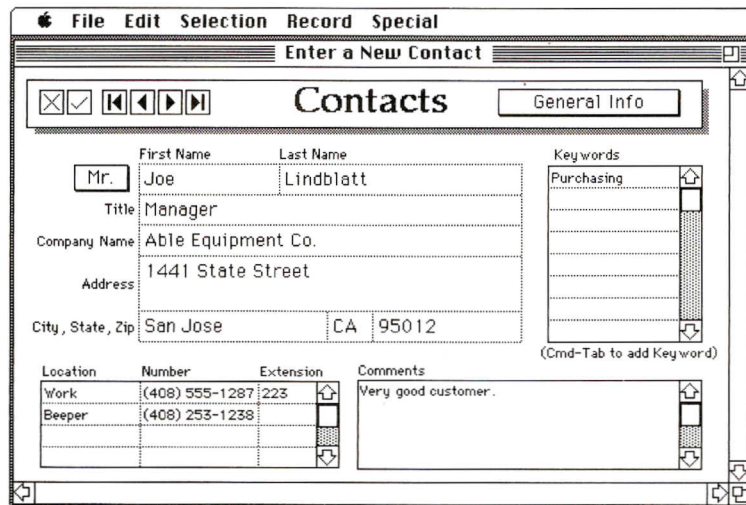 File Edit Selection Record Special
Enter a New Contact
Contacts
General Info
First Name Last Name
Keywords
Mr. Joe Lindblatt
Purchasing
Title Manager
Company Name Able Equipment Co.
Address 1441 State Street
City, State, Zip San Jose CA 95012
(Cmd-Tab to add Keyword)
Location Number Extension
Comments
Work (408) 555-1287 223
Very good customer.
Beeper (408) 253-1238